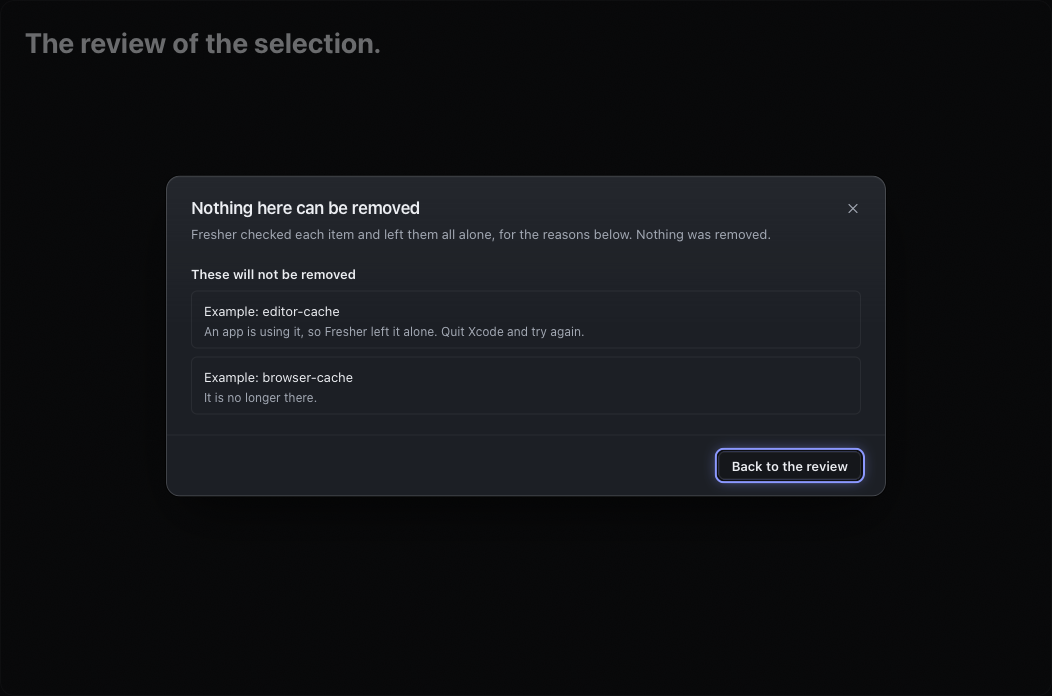 The review of the selection.
Nothing here can be removed
Fresher checked each item and left them all alone, for the reasons below. Nothing was removed.
These will not be removed
Example: editor-cache
An app is using it, so Fresher left it alone. Quit Xcode and try again.
Example: browser-cache
It is no longer there.
Back to the review